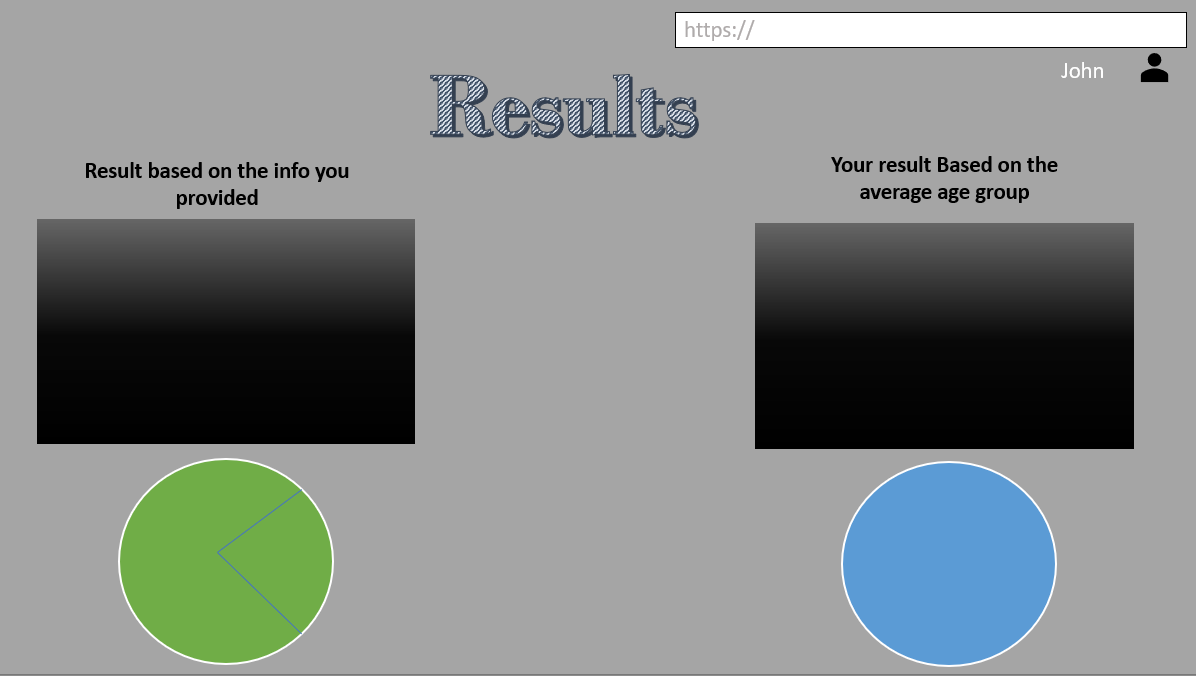 https://
John
Results
Result based on the info you
provided
Your result Based on the
average age group